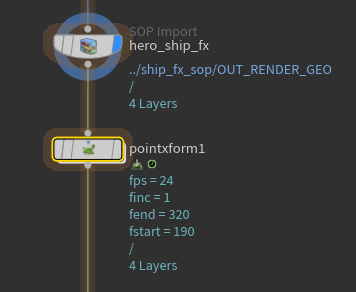 SOP Import
hero_ship_fx
../ship_fx_sop/OUT_RENDER_GEO
/
4 Layers
pointxform1
fps = 24
finc = 1
fend = 320
fstart = 190
/
4 Layers